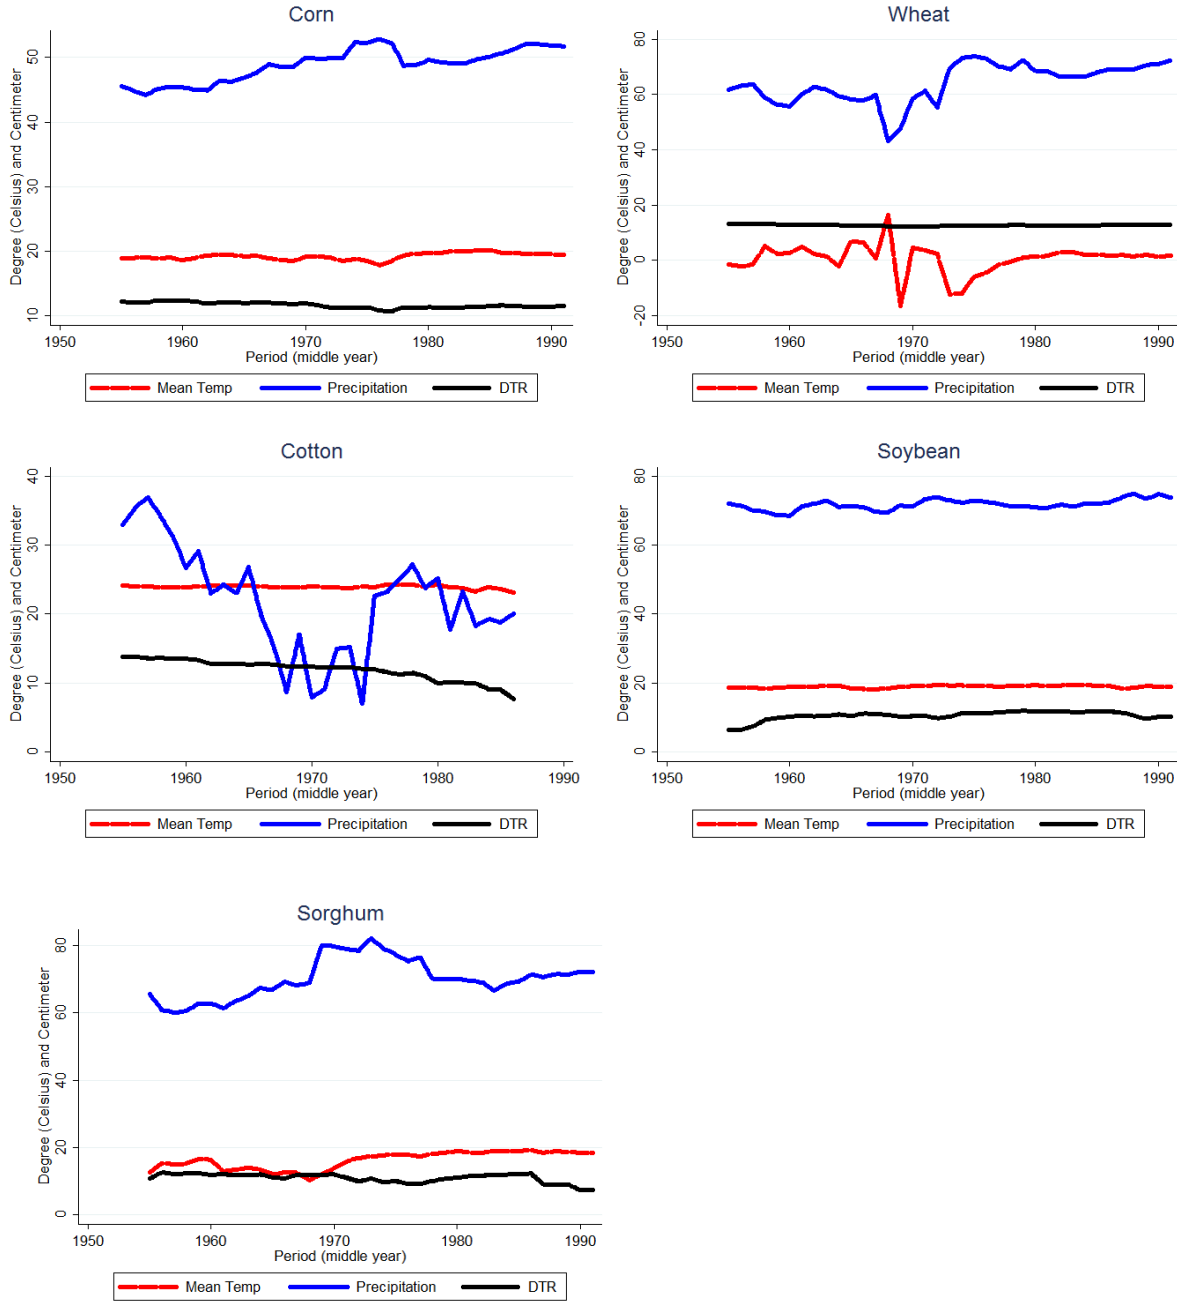 Corn
Degree (Celsius) and Centimeter
50
40
30
20
10
1950 1960 1970 1980 1990
Period (middle year)
Mean Temp Precipitation DTR
Wheat
Degree (Celsius) and Centimeter
80
60
40
20
0
-20
1950 1960 1970 1980 1990
Period (middle year)
Mean Temp Precipitation DTR
Cotton
Degree (Celsius) and Centimeter
40
30
20
10
0
1950 1960 1970 1980 1990
Period (middle year)
Mean Temp Precipitation DTR
Soybean
Degree (Celsius) and Centimeter
80
60
40
20
0
1950 1960 1970 1980 1990
Period (middle year)
Mean Temp Precipitation DTR
Sorghum
Degree (Celsius) and Centimeter
80
60
40
20
0
1950 1960 1970 1980 1990
Period (middle year)
Mean Temp Precipitation DTR